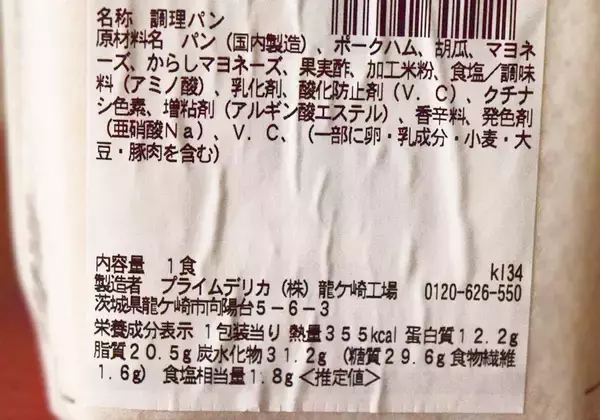 名称 調理パン
原材料名 パン(国内製造)、ポークハム、胡瓜、マヨネ
ーズ、からしマヨネーズ、果実酢、加工米粉、食塩/調味
料(アミノ酸)、乳化剤、酸化防止剤(V.C)、クチナ
シ色素、増粘剤(アルギン酸エステル)、香辛料、発色剤
(亜硝酸Na)、V.C、(一部に卵・乳成分・小麦・大
豆・豚肉を含む)
内容量 1食
kl34
製造者 プライムデリカ(株)龍ケ崎工場 0120-626-550
茨城県龍ケ崎市向陽台5-6-3
栄養成分表示 1包装当り 熱量355kcal 蛋白質12.2g
脂質20.5g 炭水化物31.2g (糖質29.6g 食物繊維
1.6g) 食塩相当量1.8g<推定値>